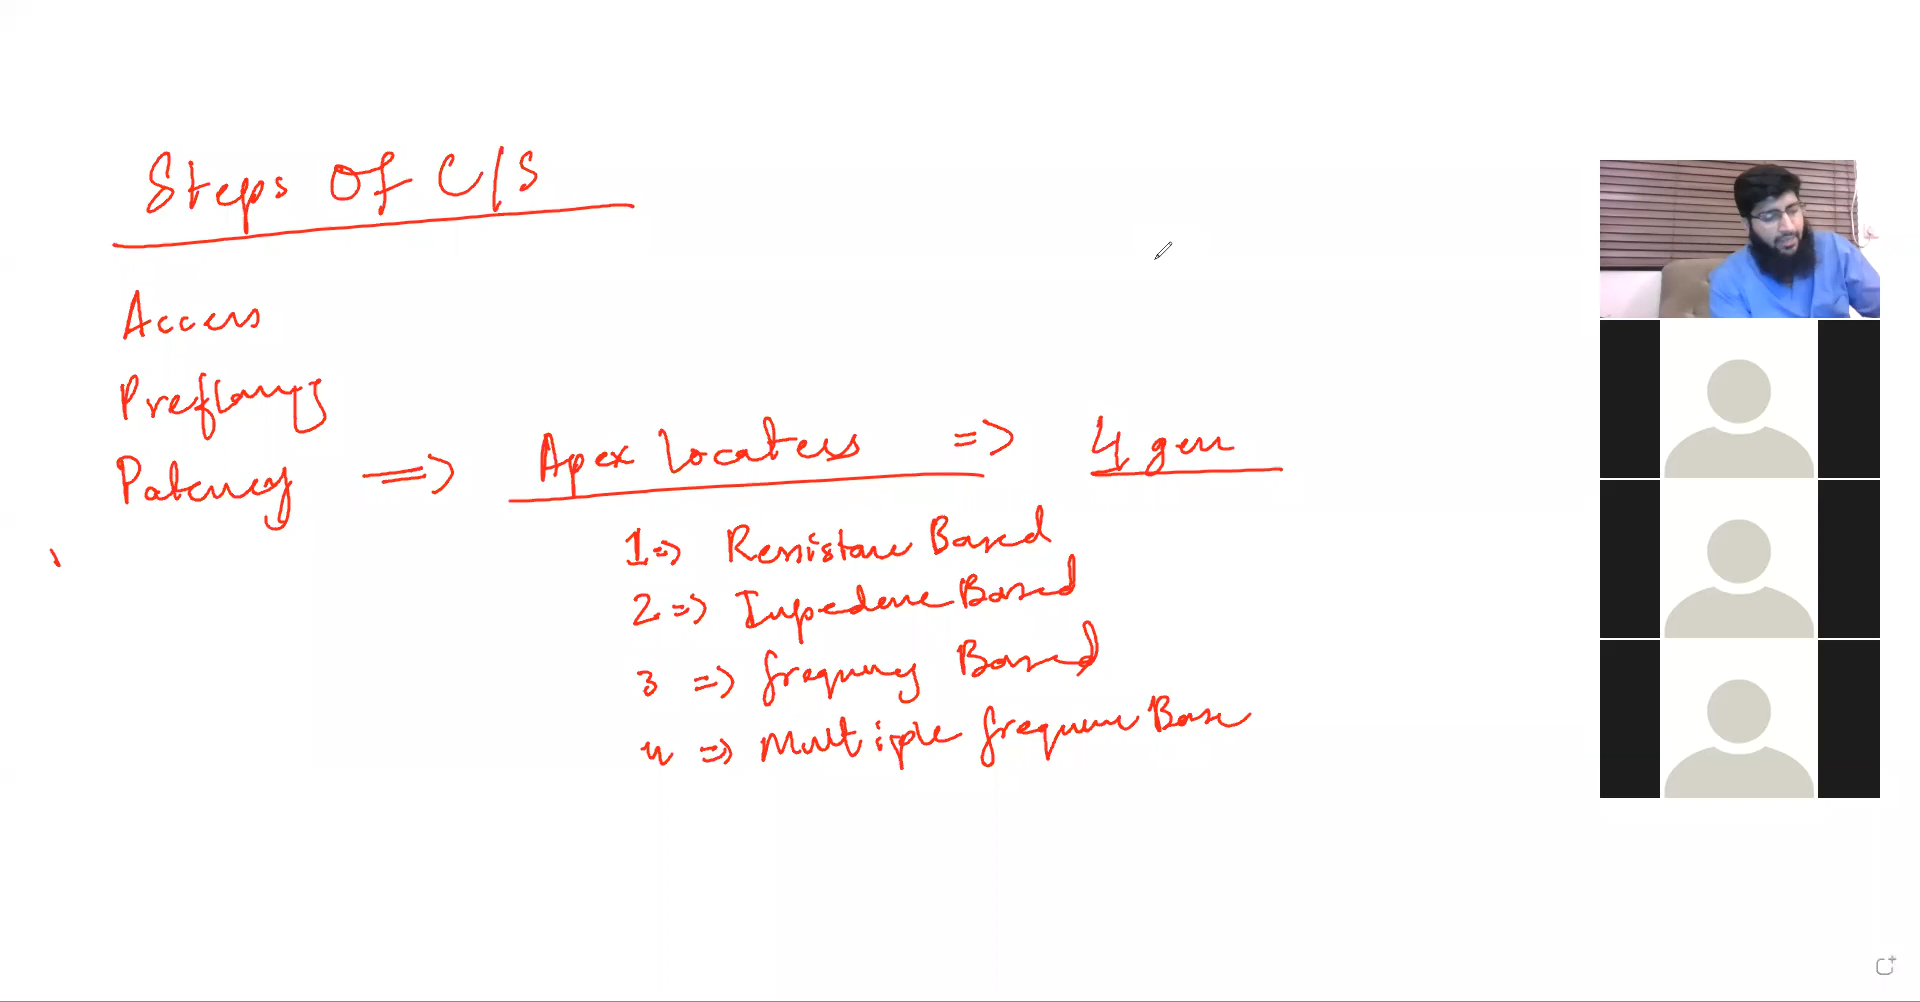 Steps Of C/S
Access
Preflaring
Patency => Apex Locaters => 4 gen
1=> Resistance Based
2 => Impedence Based
3 => frequency Based
4 => Multiple frequence Base